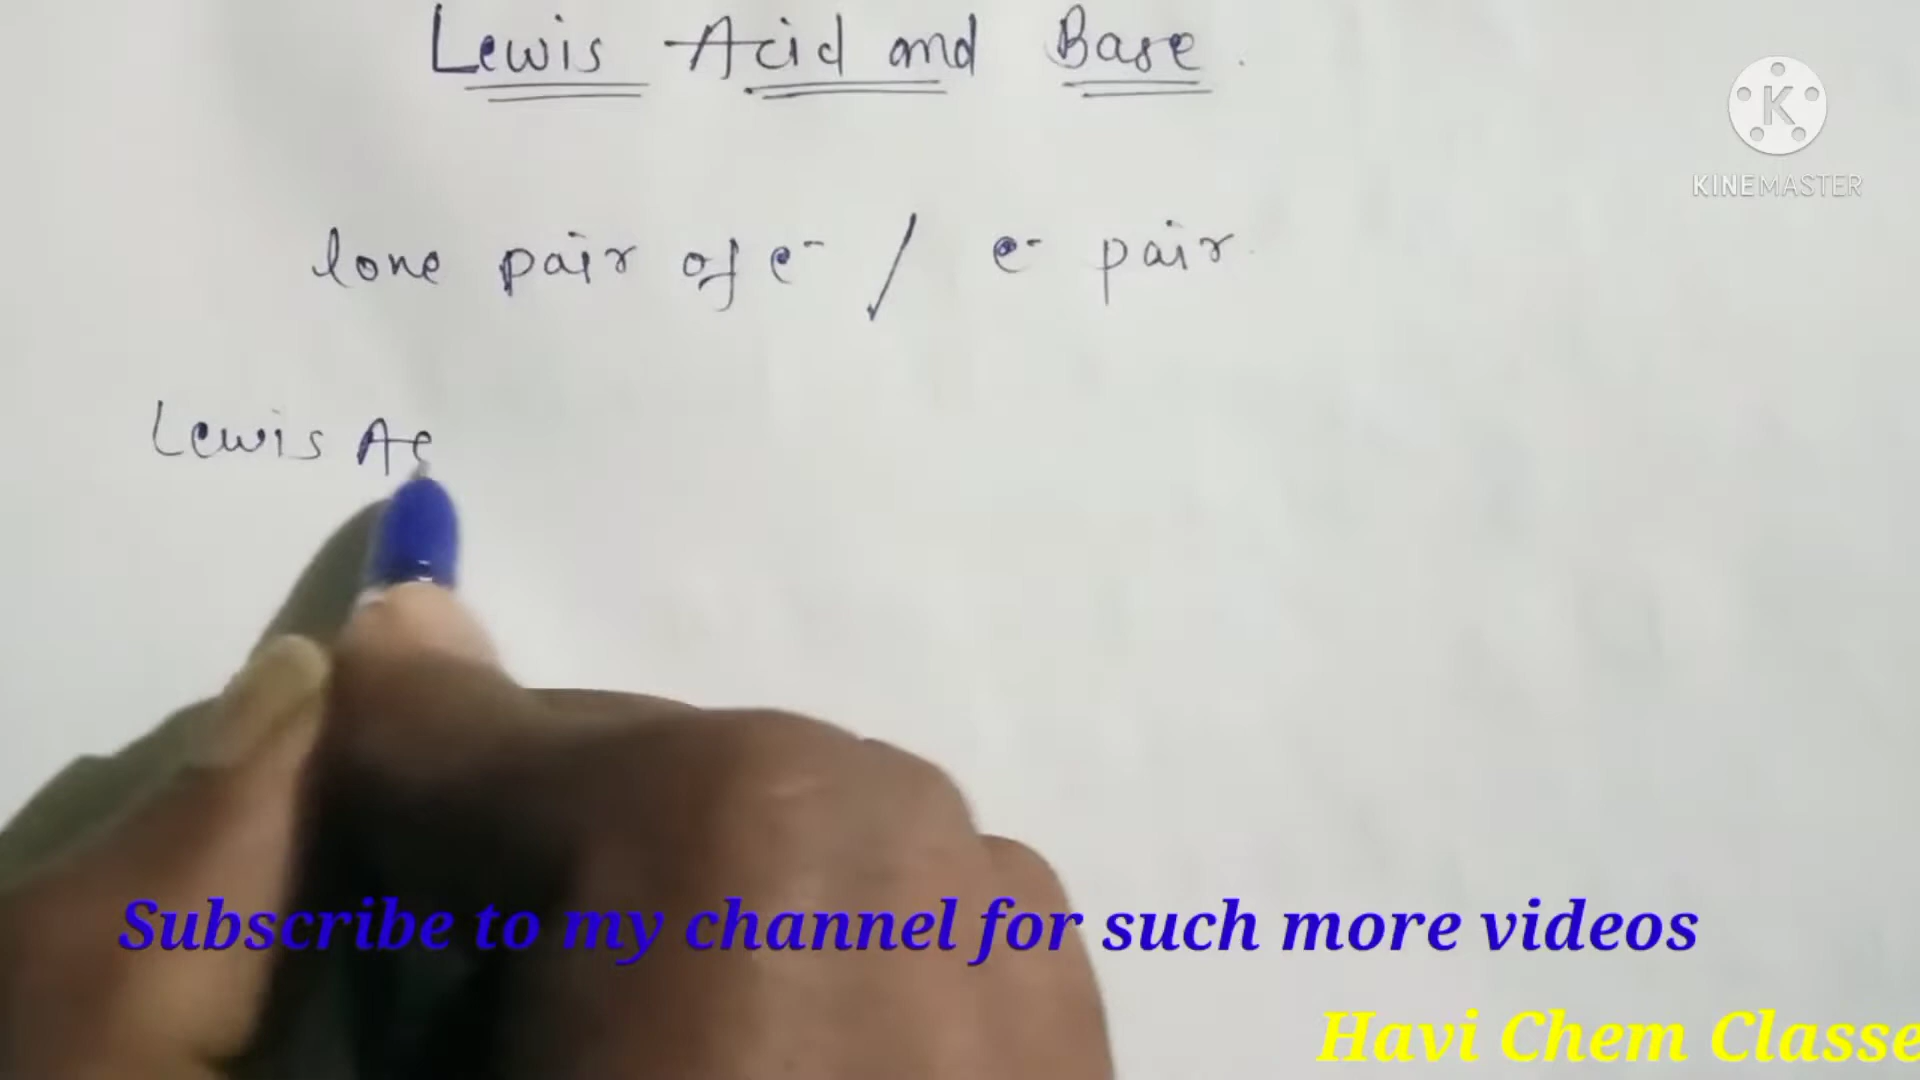 Lewis Acid and Base.
K
KINEMASTER
lone pair of e⁻ / e⁻ pair.
Lewis Ac
Subscribe to my channel for such more videos
Havi Chem Classe